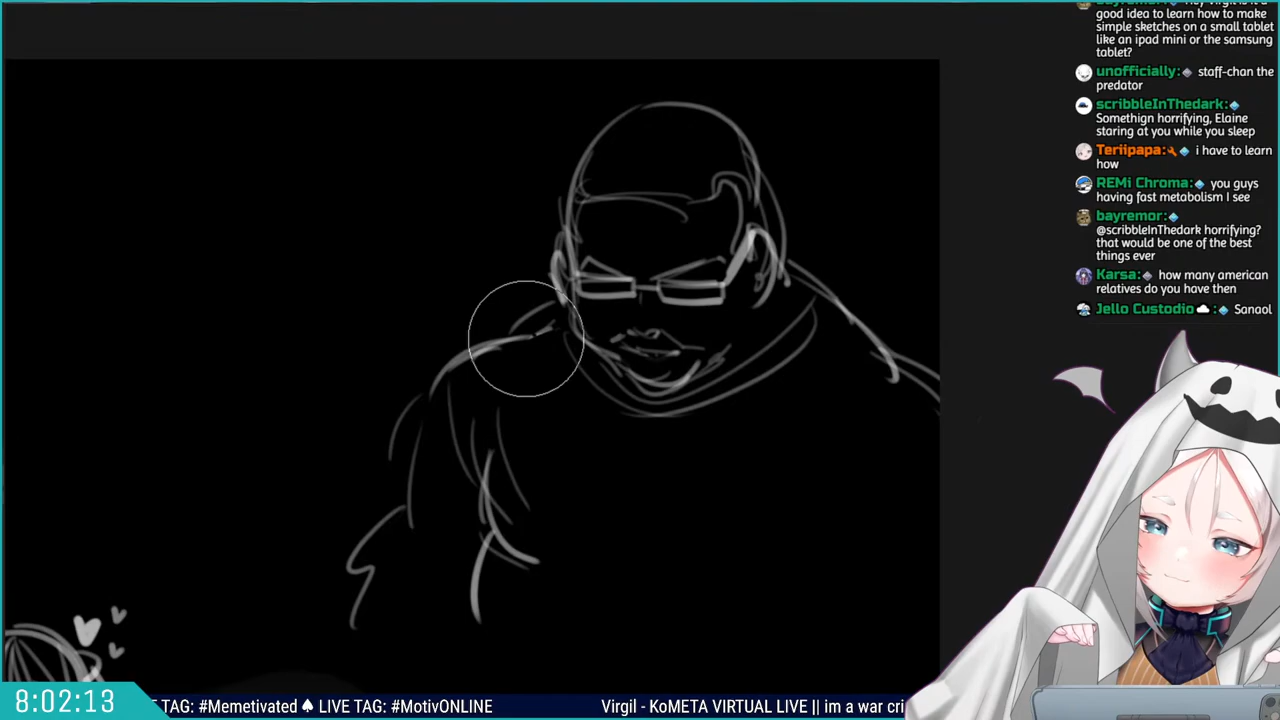 good idea to learn how to make
simple sketches on a small tablet
like an ipad mini or the samsung
tablet?
unofficially: staff-chan the
predator
scribbleInThedark:
Somethign horrifying, Elaine
staring at you while you sleep
Teriipapa: i have to learn
how
REMi Chroma: you guys
having fast metabolism I see
bayremor:
@scribbleInThedark horrifying?
that would be one of the best
things ever
Karsa: how many american
relatives do you have then
Jello Custodio: Sanaol
8:02:13
TAG: #Memetivated ♠ LIVE TAG: #MotivONLINE
Virgil - KoMETA VIRTUAL LIVE || im a war cri